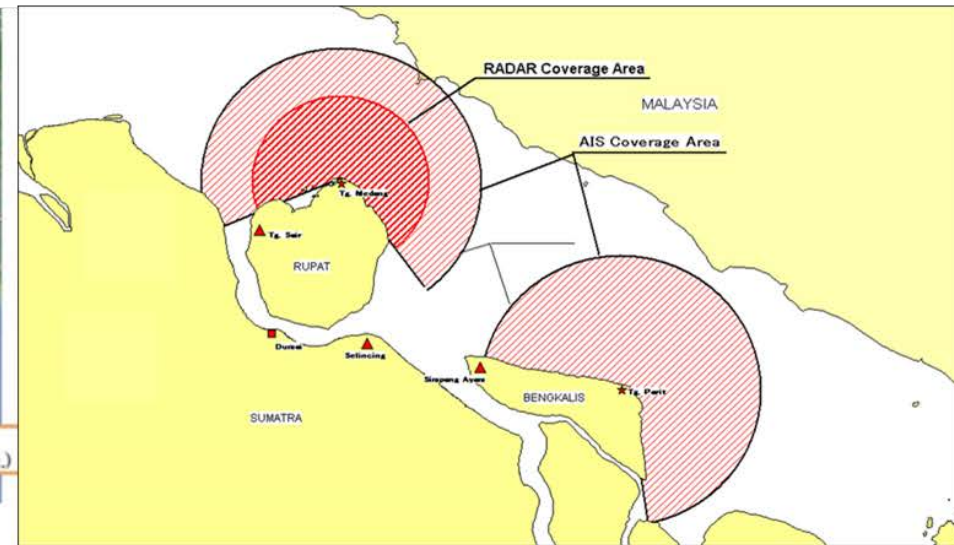 RADAR Coverage Area
MALAYSIA
AIS Coverage Area
Tg. Medang
Tg. Sair
RUPAT
Dumai
Selincing
Sinapang Ayam
BENGKALIS
Tg. Parit
SUMATRA
.)